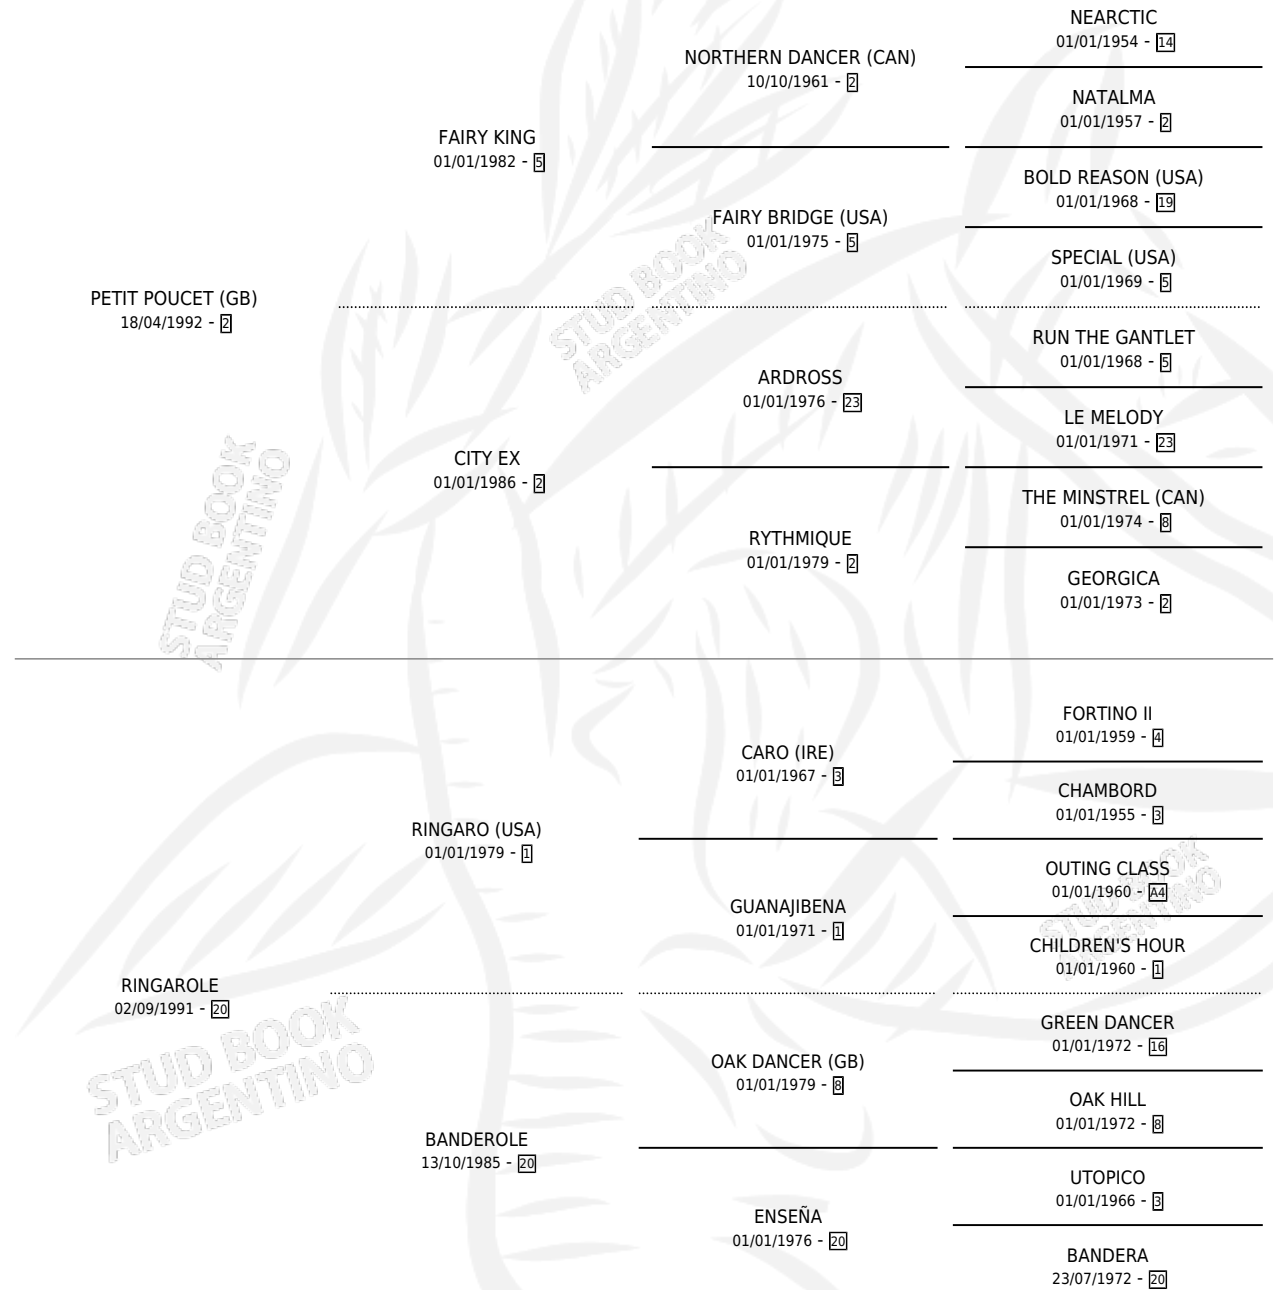 NEARCTIC
01/01/1954 - 14
NORTHERN DANCER (CAN)
10/10/1961 - 2
NATALMA
01/01/1957 - 2
FAIRY KING
01/01/1982 - 5
BOLD REASON (USA)
01/01/1968 - 19
FAIRY BRIDGE (USA)
01/01/1975 - 5
SPECIAL (USA)
01/01/1969 - 5
PETIT POUCET (GB)
18/04/1992 - 2
STUD BOOK
ARGENTINO
RUN THE GANTLET
01/01/1968 - 5
ARDROSS
01/01/1976 - 23
LE MELODY
01/01/1971 - 23
CITY EX
01/01/1986 - 2
THE MINSTREL (CAN)
01/01/1974 - 8
RYTHMIQUE
01/01/1979 - 2
GEORGICA
01/01/1973 - 2
STUD BOOK
ARGENTINO
FORTINO II
01/01/1959 - 4
CARO (IRE)
01/01/1967 - 3
CHAMBORD
01/01/1955 - 3
RINGARO (USA)
01/01/1979 - 1
OUTING CLASS
01/01/1960 - A4
STUD BOOK
ARGENTINO
GUANAJIBENA
01/01/1971 - 1
CHILDREN'S HOUR
01/01/1960 - 1
RINGAROLE
02/09/1991 - 20
GREEN DANCER
01/01/1972 - 16
STUD BOOK
ARGENTINO
OAK DANCER (GB)
01/01/1979 - 8
OAK HILL
01/01/1972 - 8
BANDEROLE
13/10/1985 - 20
UTOPICO
01/01/1966 - 3
ENSEÑA
01/01/1976 - 20
BANDERA
23/07/1972 - 20